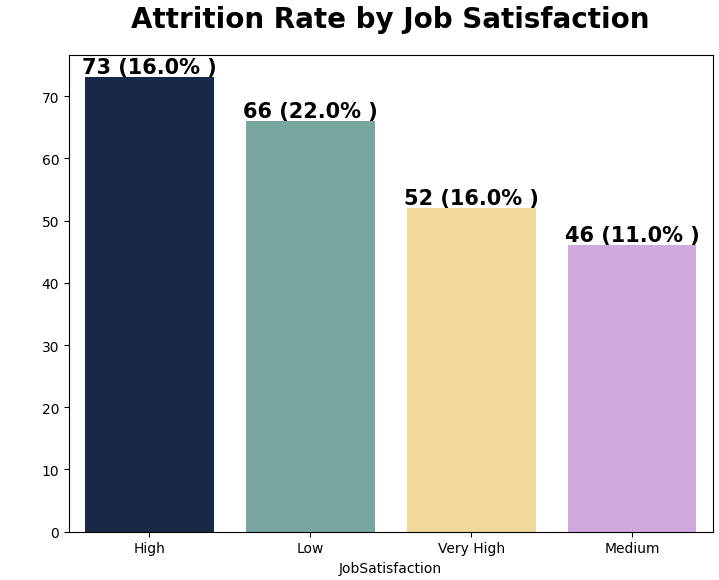 Attrition Rate by Job Satisfaction
73 (16.0% )
66 (22.0% )
52 (16.0% )
46 (11.0% )
70
60
50
40
30
20
10
0
High Low Very High Medium
JobSatisfaction